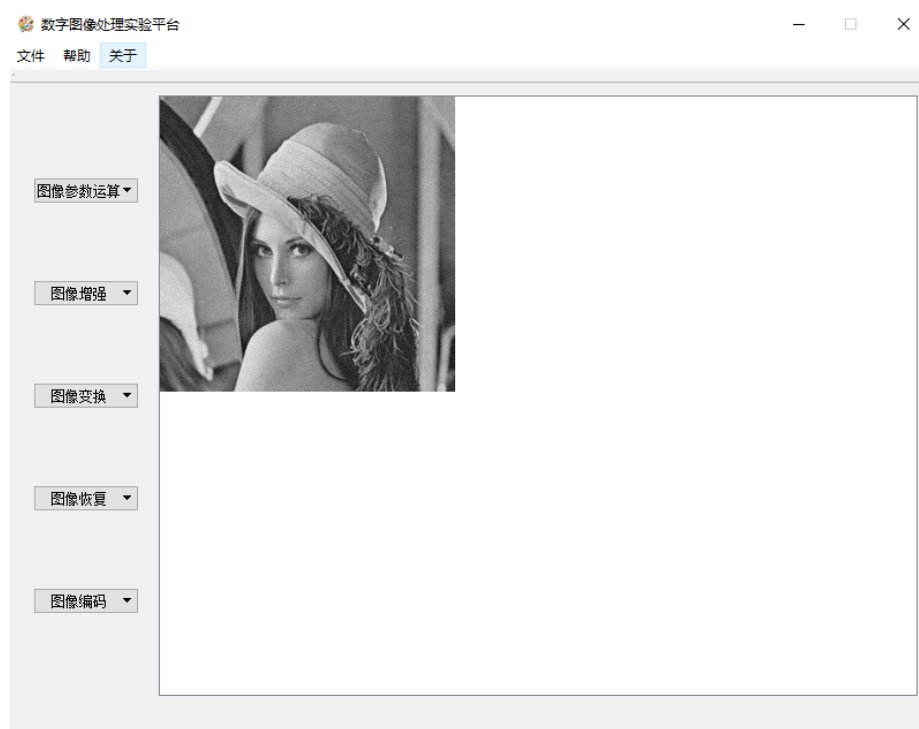 数字图像处理实验平台
文件 帮助 关于
图像参数运算
图像增强
图像变换
图像恢复
图像编码